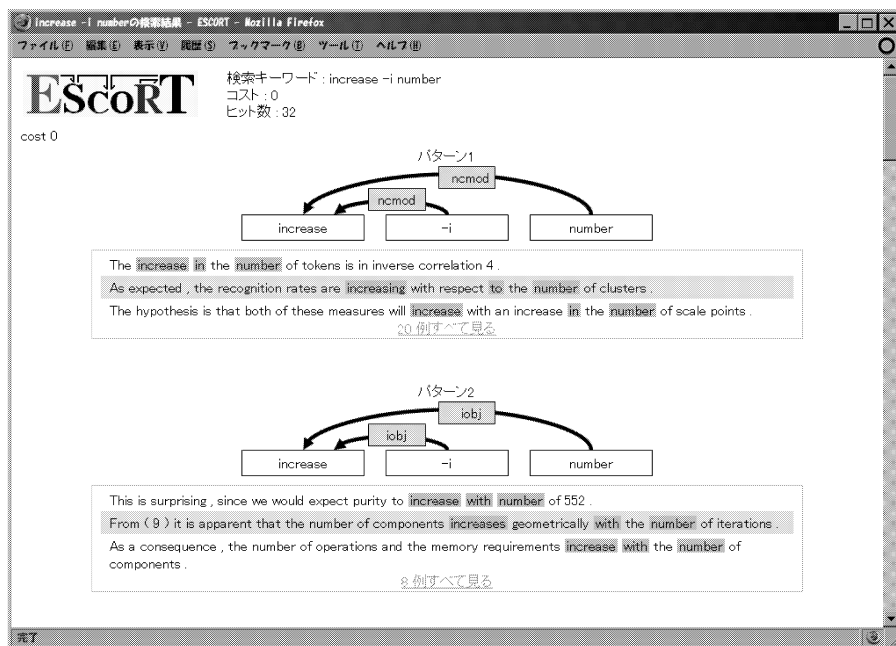 increase -i numberの検索結果 - ESCORT - Mozilla Firefox
ファイル(F) 編集(E) 表示(V) 履歴(S) ブックマーク(B) ツール(T) ヘルプ(H)
ESCoRT
検索キーワード : increase -i number
コスト : 0
ヒット数 : 32
cost 0
パターン1
ncmod
ncmod
increase -i number
The increase in the number of tokens is in inverse correlation 4 .
As expected , the recognition rates are increasing with respect to the number of clusters .
The hypothesis is that both of these measures will increase with an increase in the number of scale points .
20 例すべて見る
パターン2
iobj
iobj
increase -i number
This is surprising , since we would expect purity to increase with number of 552 .
From ( 9 ) it is apparent that the number of components increases geometrically with the number of iterations .
As a consequence , the number of operations and the memory requirements increase with the number of
components .
8 例すべて見る
完了